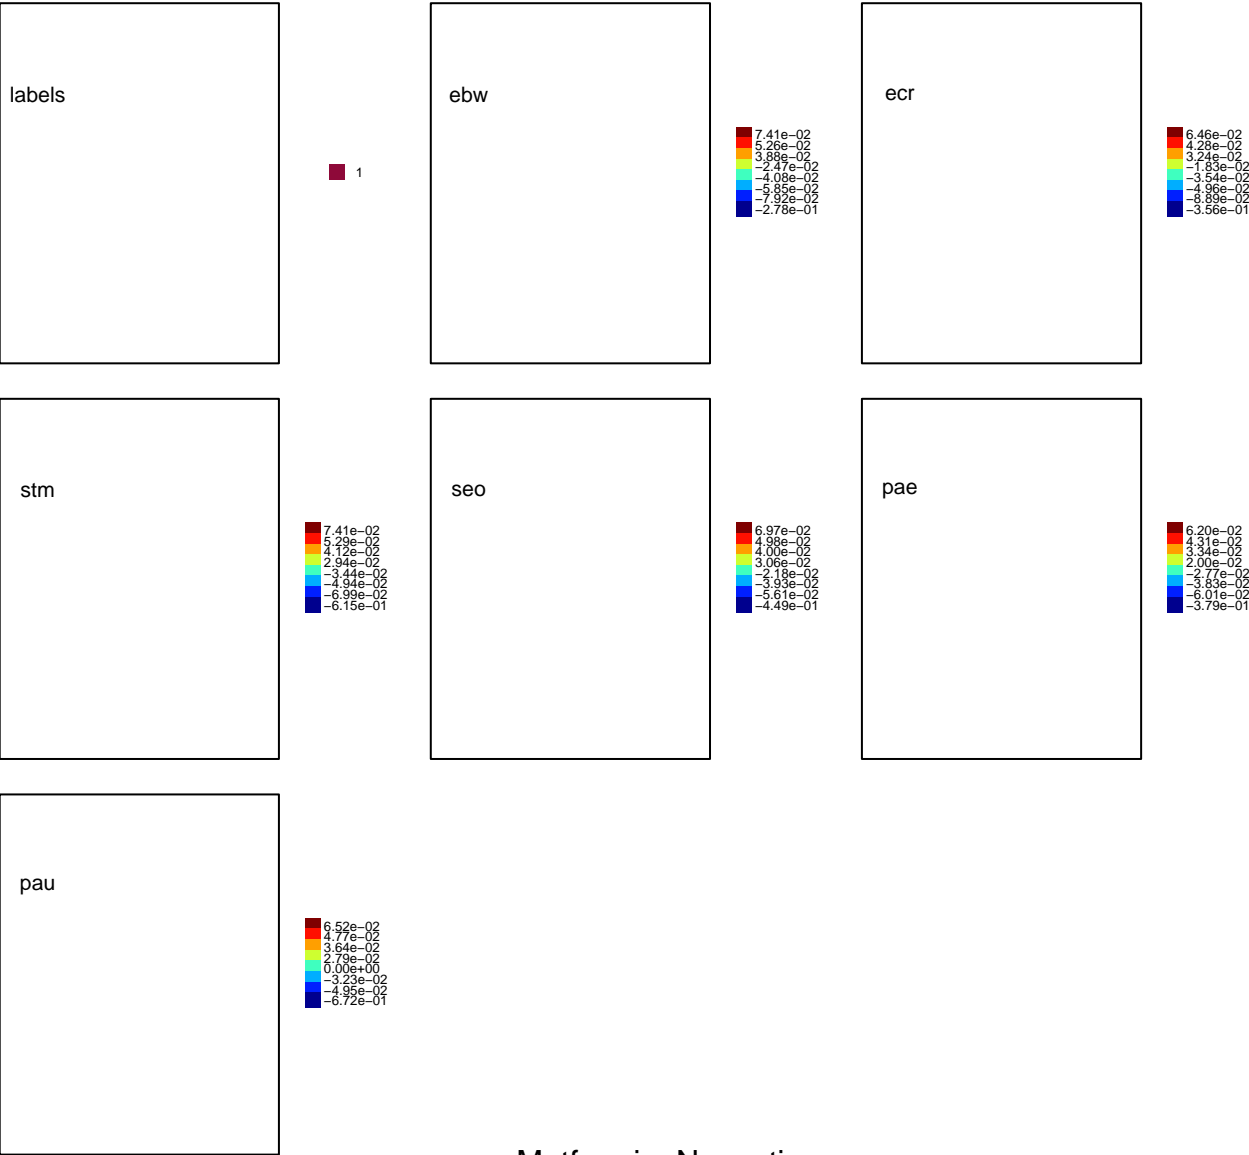 labels
1
ebw
7.41e−02
5.26e−02
3.88e−02
−2.47e−02
−4.08e−02
−5.85e−02
−7.92e−02
−2.78e−01
ecr
6.46e−02
4.28e−02
3.24e−02
−1.83e−02
−3.54e−02
−4.96e−02
−8.89e−02
−3.56e−01
stm
7.41e−02
5.29e−02
4.12e−02
2.94e−02
−3.44e−02
−4.94e−02
−6.99e−02
−6.15e−01
seo
6.97e−02
4.98e−02
4.00e−02
3.06e−02
−2.18e−02
−3.93e−02
−5.61e−02
−4.49e−01
pae
6.20e−02
4.31e−02
3.34e−02
2.00e−02
−2.77e−02
−3.83e−02
−6.01e−02
−3.79e−01
pau
6.52e−02
4.77e−02
3.64e−02
2.79e−02
0.00e+00
−3.23e−02
−4.95e−02
−6.72e−01